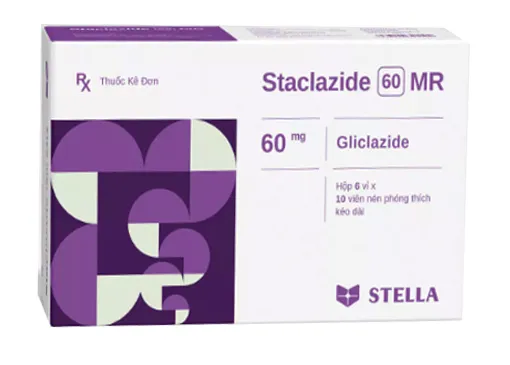 Rx Thuốc Kê Đơn
Staclazide 60 MR
60 mg
Gliclazide
Hộp 6 vỉ x
10 viên nén phóng thích
kéo dài
STELLA